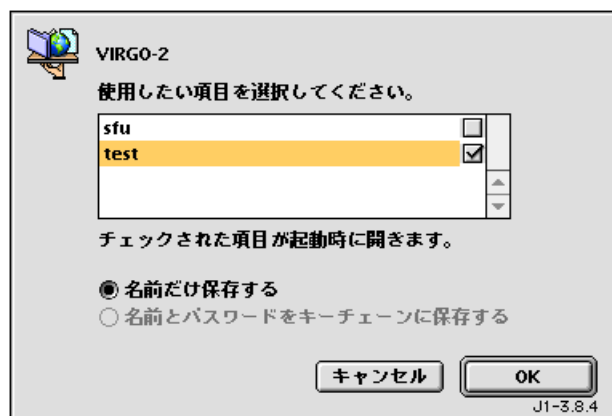 VIRGO-2
使用したい項目を選択してください。
sfu
test
チェックされた項目が起動時に開きます。
名前だけ保存する
名前とパスワードをキーチェーンに保存する
キャンセル OK
J1-3.8.4